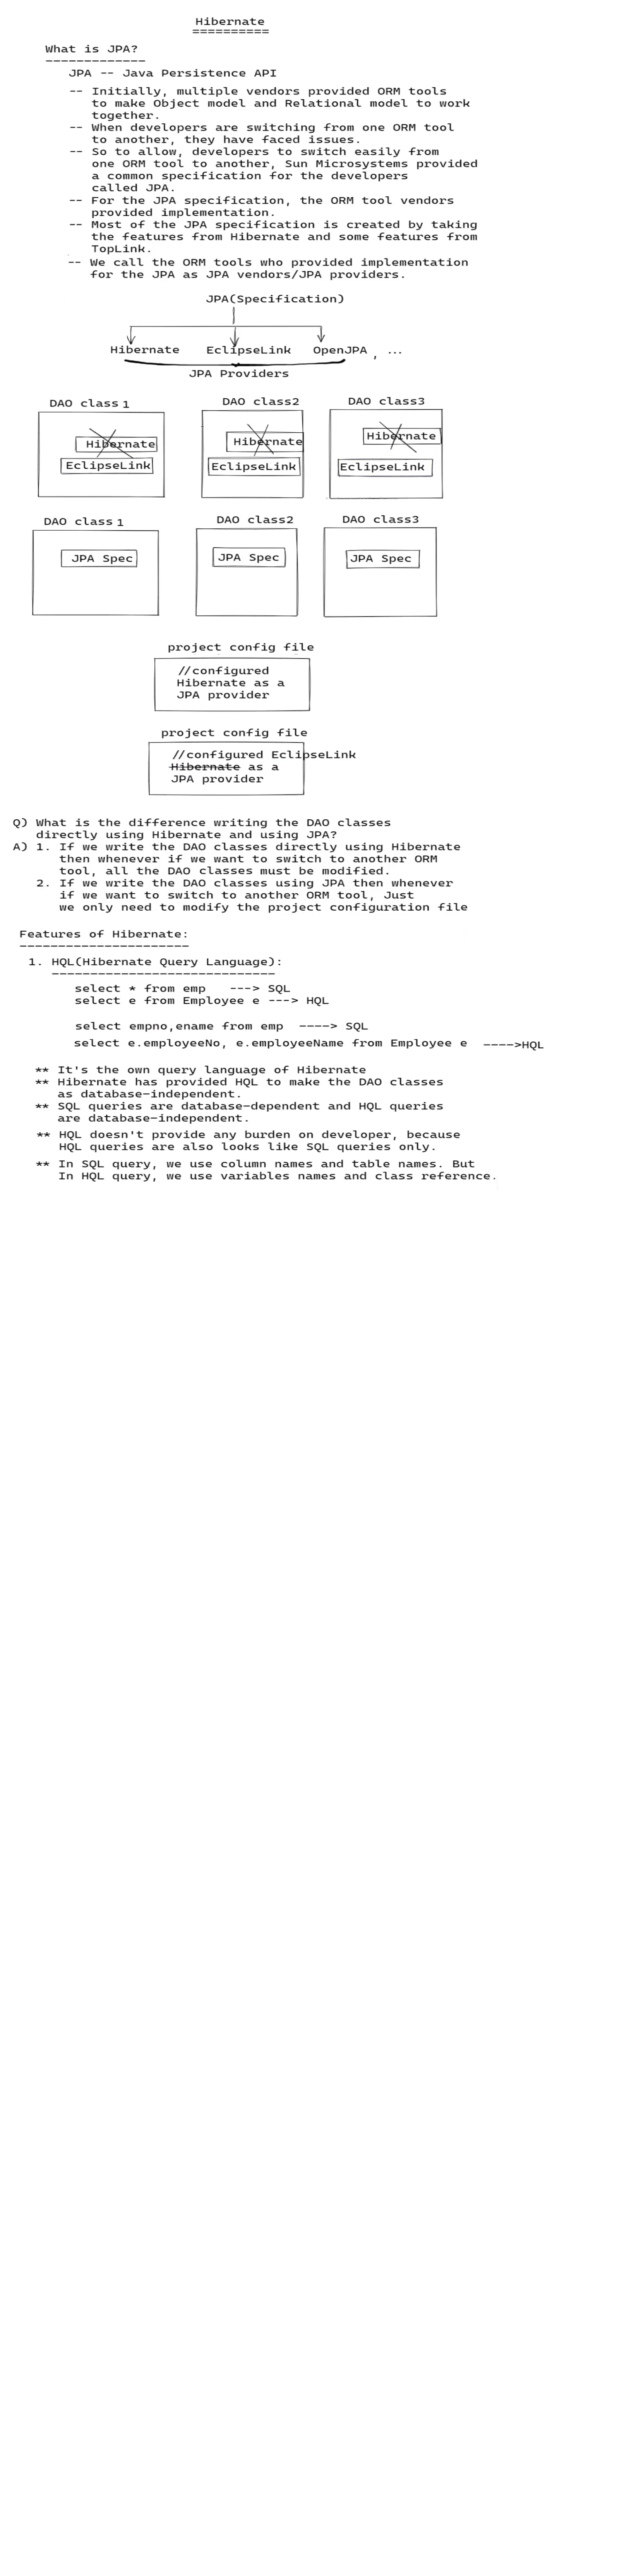 Hibernate
==========
What is JPA?
-------------
JPA -- Java Persistence API
-- Initially, multiple vendors provided ORM tools
to make Object model and Relational model to work
together.
-- When developers are switching from one ORM tool
to another, they have faced issues.
-- So to allow, developers to switch easily from
one ORM tool to another, Sun Microsystems provided
a common specification for the developers
called JPA.
-- For the JPA specification, the ORM tool vendors
provided implementation.
-- Most of the JPA specification is created by taking
the features from Hibernate and some features from
TopLink.
-- We call the ORM tools who provided implementation
for the JPA as JPA vendors/JPA providers.
JPA(Specification)
Hibernate EclipseLink OpenJPA , ...
JPA Providers
DAO class 1 DAO class2 DAO class3
Hibernate Hibernate Hibernate
EclipseLink EclipseLink EclipseLink
DAO class 1 DAO class2 DAO class3
JPA Spec JPA Spec JPA Spec
project config file
//configured
Hibernate as a
JPA provider
project config file
//configured EclipseLink
Hibernate as a
JPA provider
Q) What is the difference writing the DAO classes
directly using Hibernate and using JPA?
A) 1. If we write the DAO classes directly using Hibernate
then whenever if we want to switch to another ORM
tool, all the DAO classes must be modified.
2. If we write the DAO classes using JPA then whenever
if we want to switch to another ORM tool, Just
we only need to modify the project configuration file
Features of Hibernate:
----------------------
1. HQL(Hibernate Query Language):
-----------------------------
select * from emp ---> SQL
select e from Employee e ---> HQL
select empno,ename from emp ----> SQL
select e.employeeNo, e.employeeName from Employee e ---->HQL
** It's the own query language of Hibernate
** Hibernate has provided HQL to make the DAO classes
as database-independent.
** SQL queries are database-dependent and HQL queries
are database-independent.
** HQL doesn't provide any burden on developer, because
HQL queries are also looks like SQL queries only.
** In SQL query, we use column names and table names. But
In HQL query, we use variables names and class reference.